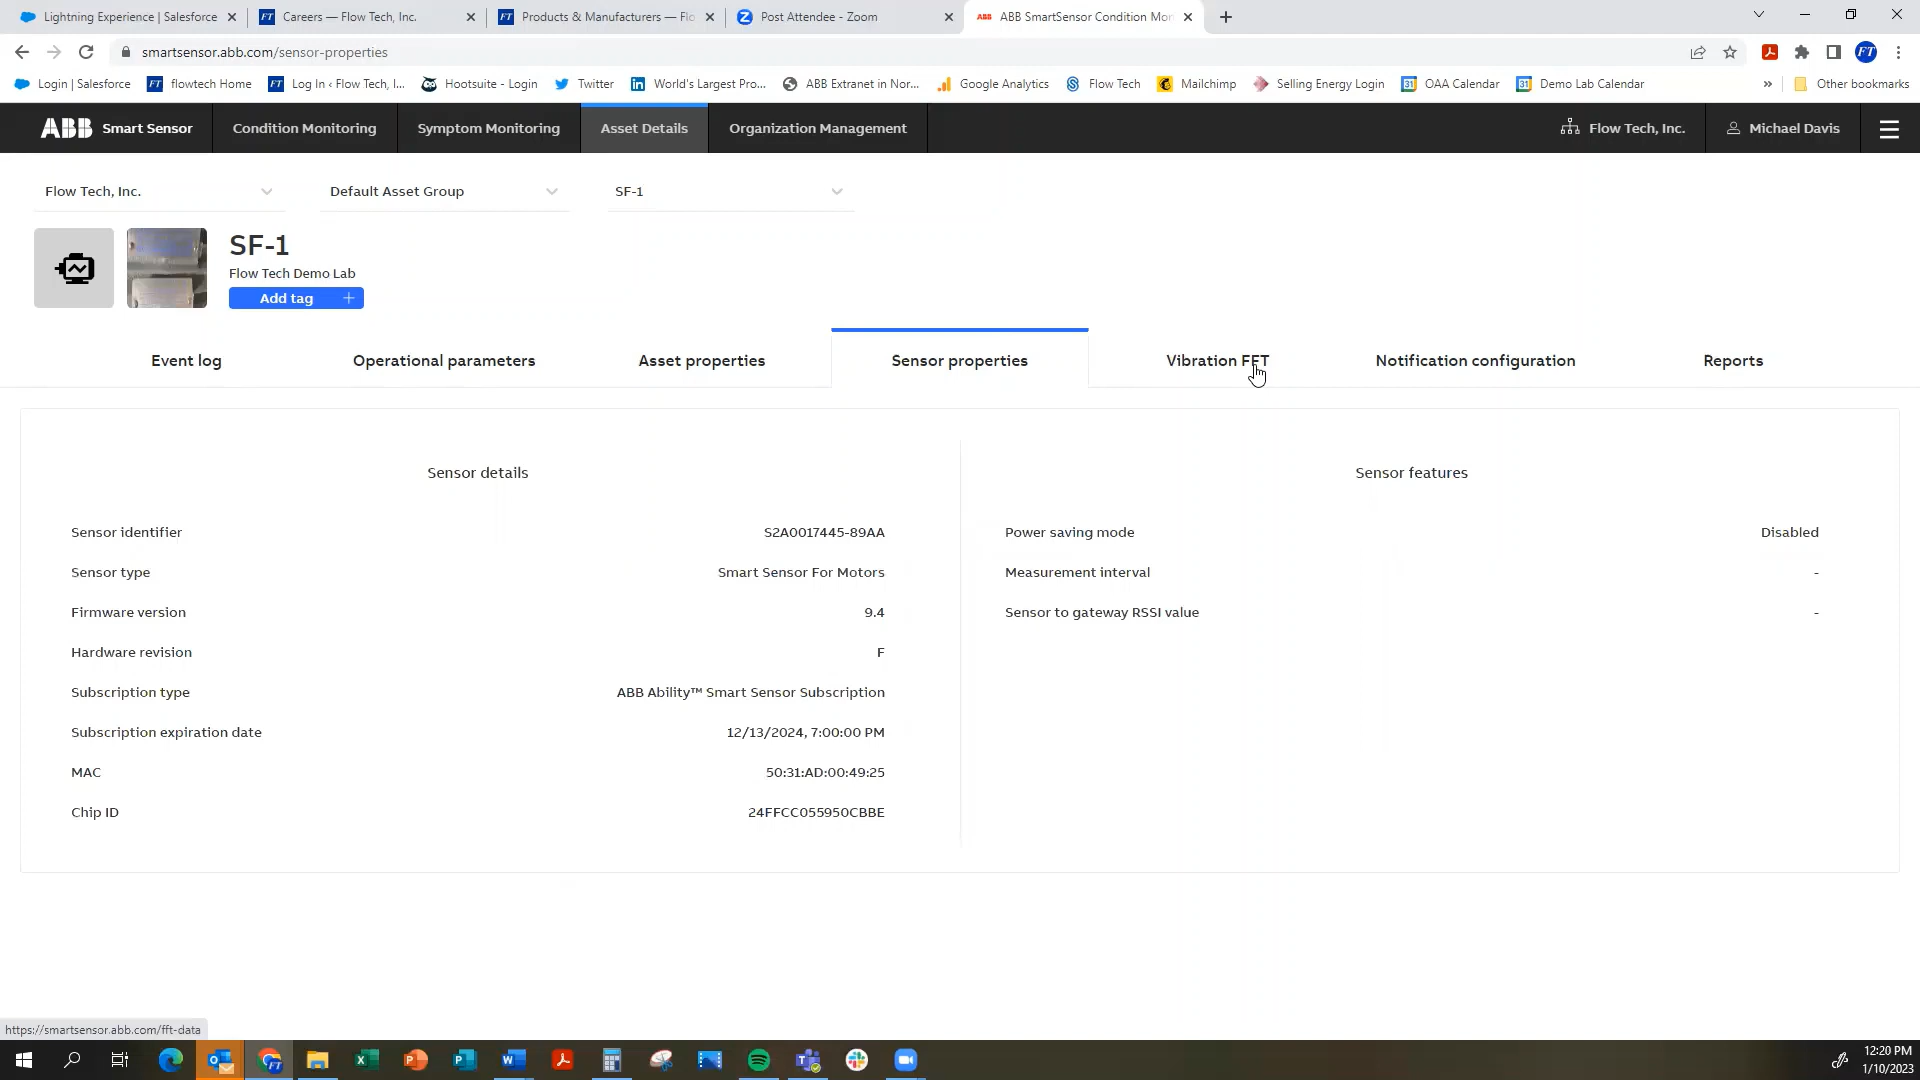 Lightning Experience | Salesforce
Careers — Flow Tech, Inc.
Products & Manufacturers — Flo
Post Attendee - Zoom
ABB SmartSensor Condition Mon
smartsensor.abb.com/sensor-properties
Login | Salesforce
flowtech Home
Log In ‹ Flow Tech, I...
Hootsuite - Login
Twitter
World's Largest Pro...
ABB Extranet in Nor...
Google Analytics
Flow Tech
Mailchimp
Selling Energy Login
OAA Calendar
Demo Lab Calendar
»
Other bookmarks
ABB Smart Sensor
Condition Monitoring
Symptom Monitoring
Asset Details
Organization Management
Flow Tech, Inc.
Michael Davis
Flow Tech, Inc.
Default Asset Group
SF-1
SF-1
Flow Tech Demo Lab
Add tag +
Event log
Operational parameters
Asset properties
Sensor properties
Vibration FFT
Notification configuration
Reports
Sensor details
Sensor identifier S2A0017445-89AA
Sensor type Smart Sensor For Motors
Firmware version 9.4
Hardware revision F
Subscription type ABB Ability™ Smart Sensor Subscription
Subscription expiration date 12/13/2024, 7:00:00 PM
MAC 50:31:AD:00:49:25
Chip ID 24FFCC055950CBBE
Sensor features
Power saving mode Disabled
Measurement interval -
Sensor to gateway RSSI value -
https://smartsensor.abb.com/fft-data
12:20 PM
1/10/2023